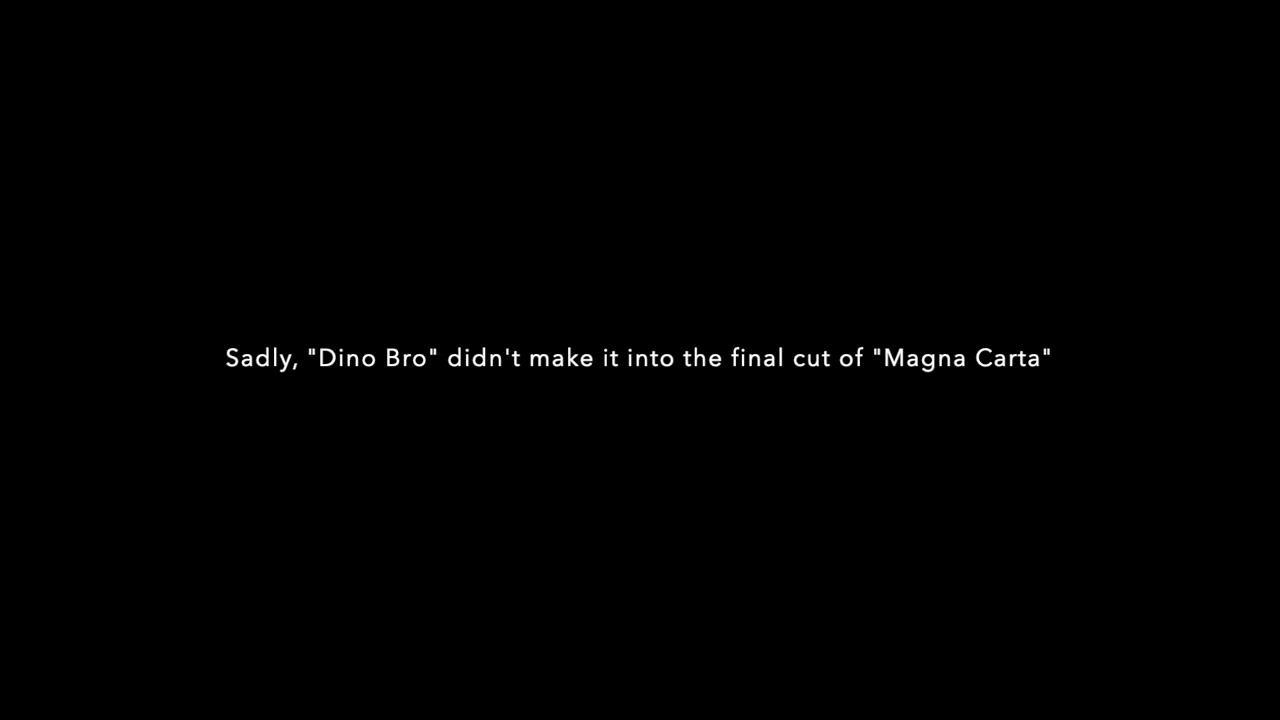 Sadly, "Dino Bro" didn't make it into the final cut of "Magna Carta"